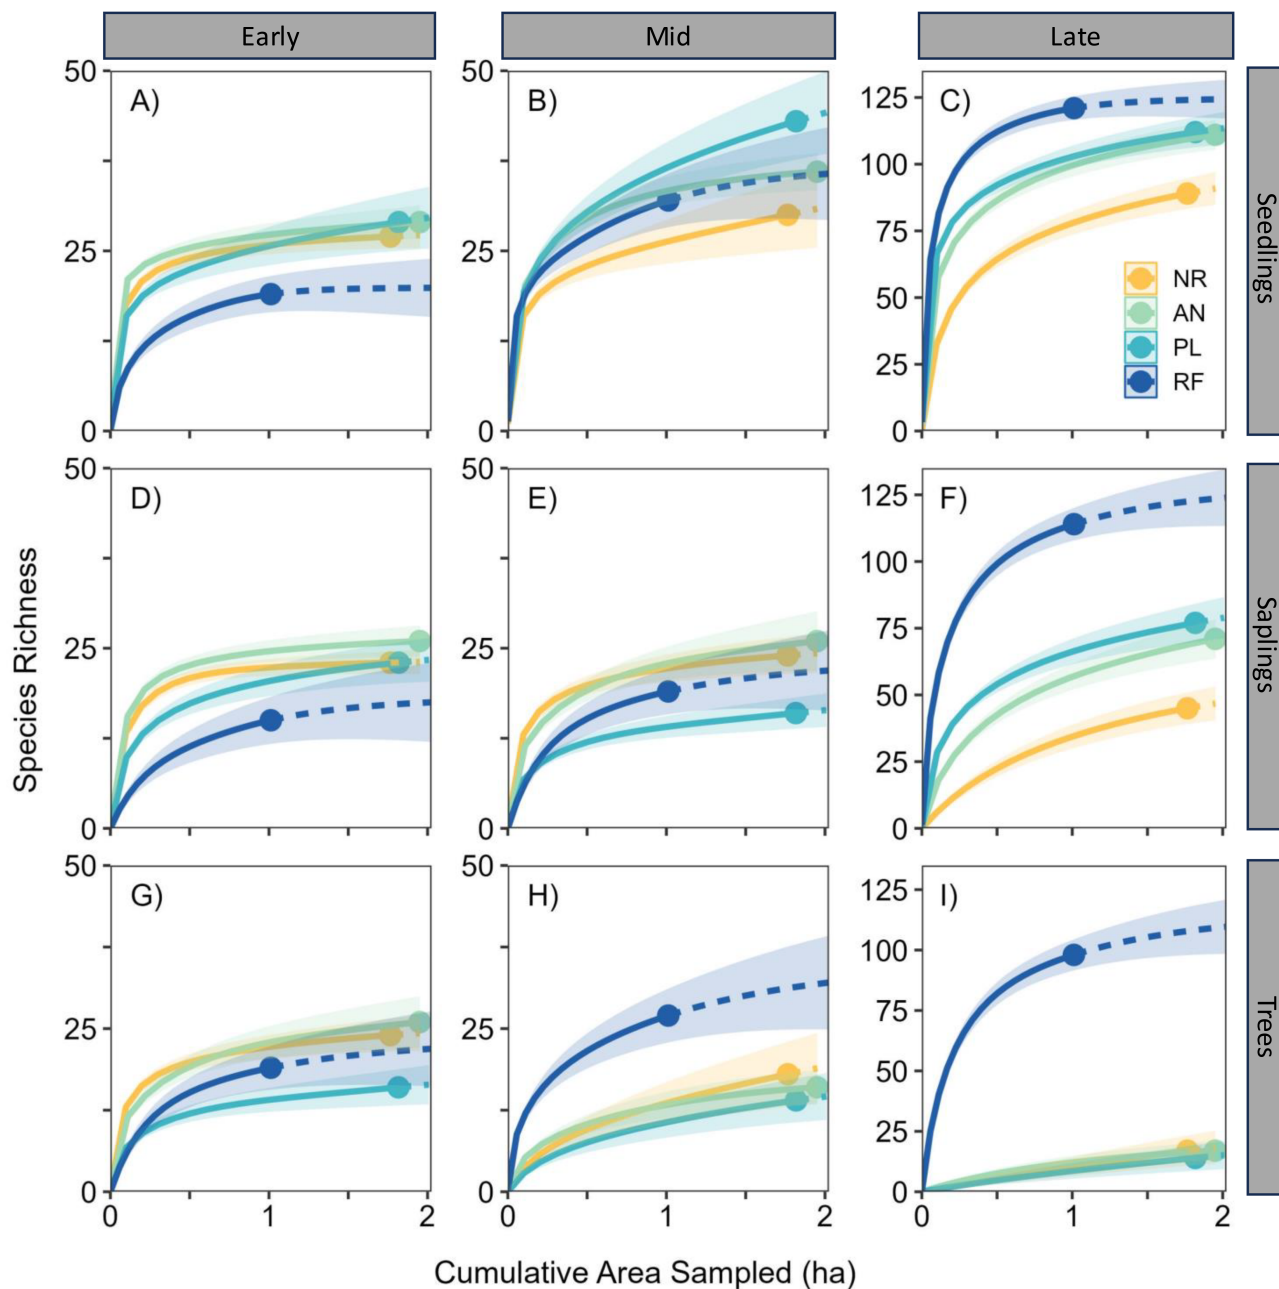 Early Mid Late
50 50 125
A) B) C)
100
25 25 75
50
NR
AN
25 PL
RF
0 0 0
Seedlings
50 50 125
D) E) F)
100
25 25 75
50
25
0 0 0
Saplings
50 50 125
G) H) I)
100
25 25 75
50
25
0 0 0
Trees
0 1 2 0 1 2 0 1 2
Species Richness
Cumulative Area Sampled (ha)